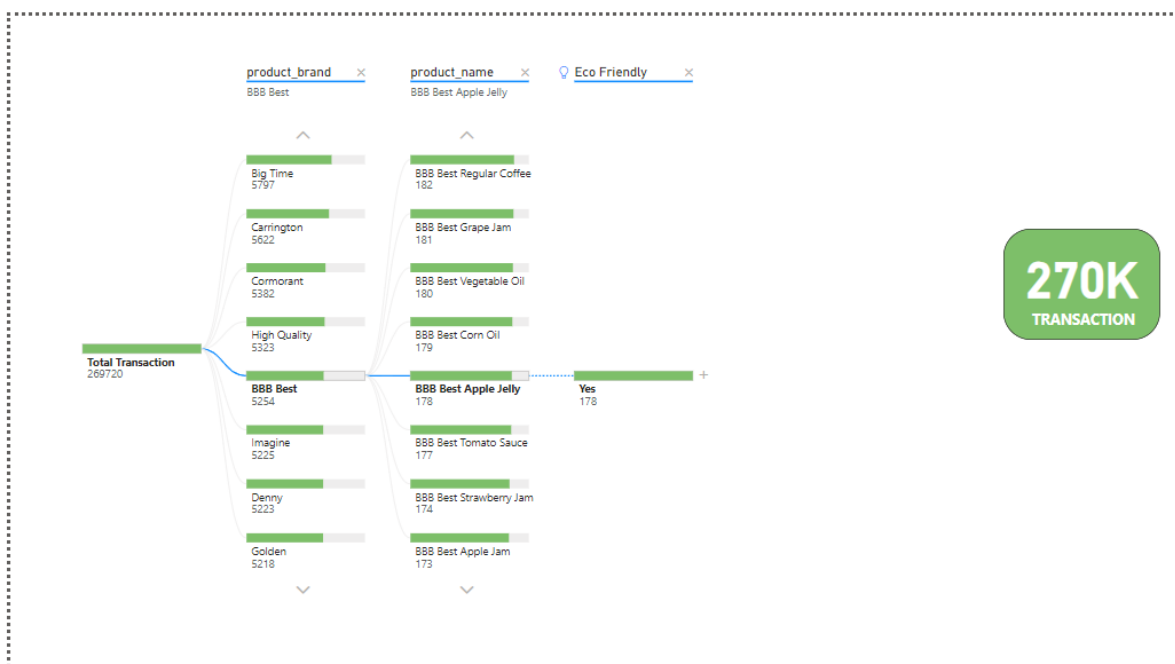 product_brand
BBB Best
product_name
BBB Best Apple Jelly
Eco Friendly
Total Transaction
269720
Big Time
5797
Carrington
5622
Cormorant
5382
High Quality
5323
BBB Best
5254
Imagine
5225
Denny
5223
Golden
5218
BBB Best Regular Coffee
182
BBB Best Grape Jam
181
BBB Best Vegetable Oil
180
BBB Best Corn Oil
179
BBB Best Apple Jelly
178
BBB Best Tomato Sauce
177
BBB Best Strawberry Jam
174
BBB Best Apple Jam
173
Yes
178
270K
TRANSACTION